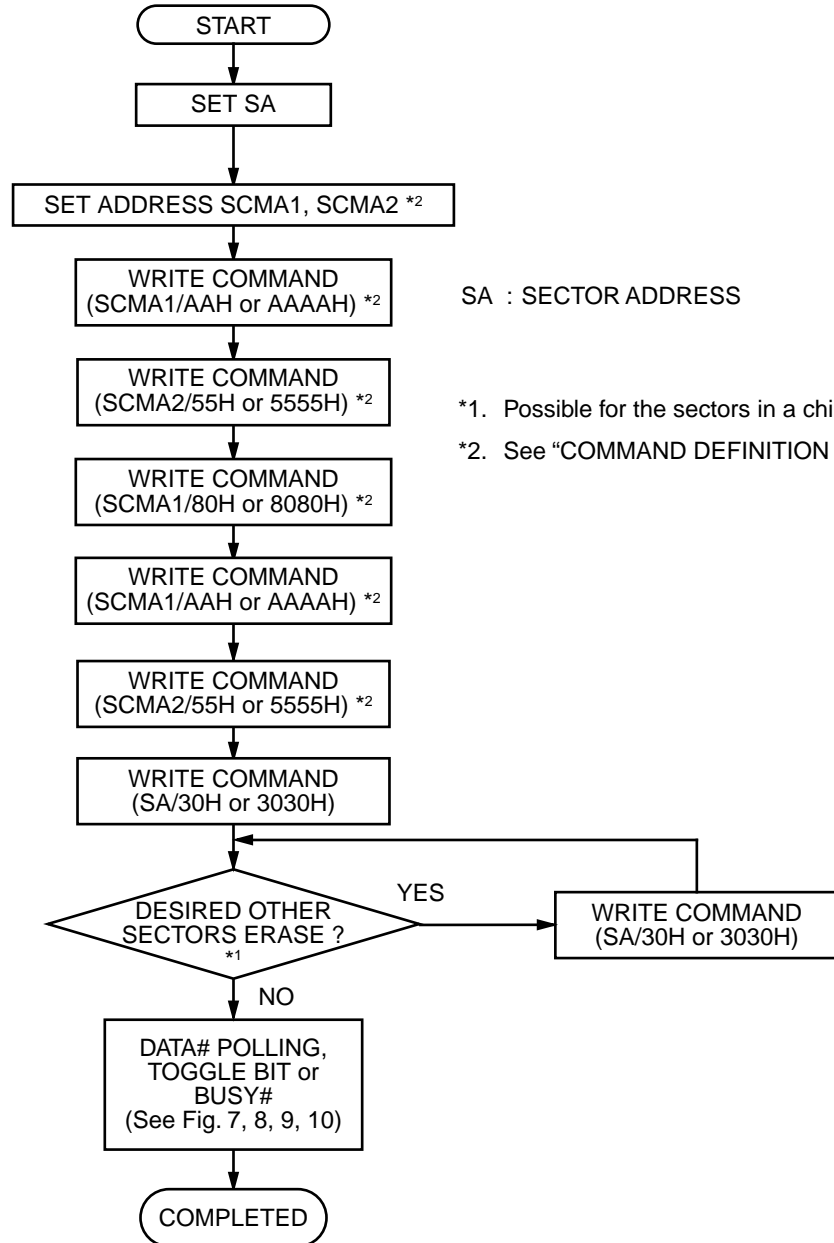 START
SET SA
SET ADDRESS SCMA1, SCMA2 *2
WRITE COMMAND
(SCMA1/AAH or AAAAH) *2
SA : SECTOR ADDRESS
WRITE COMMAND
(SCMA2/55H or 5555H) *2
*1. Possible for the sectors in a
*2. See “COMMAND DEFINITION
WRITE COMMAND
(SCMA1/80H or 8080H) *2
WRITE COMMAND
(SCMA1/AAH or AAAAH) *2
WRITE COMMAND
(SCMA2/55H or 5555H) *2
WRITE COMMAND
(SA/30H or 3030H)
DESIRED OTHER
SECTORS ERASE ?
*1
YES
WRITE COMMAND
(SA/30H or 3030H)
NO
DATA# POLLING,
TOGGLE BIT or
BUSY#
(See Fig. 7, 8, 9, 10)
COMPLETED